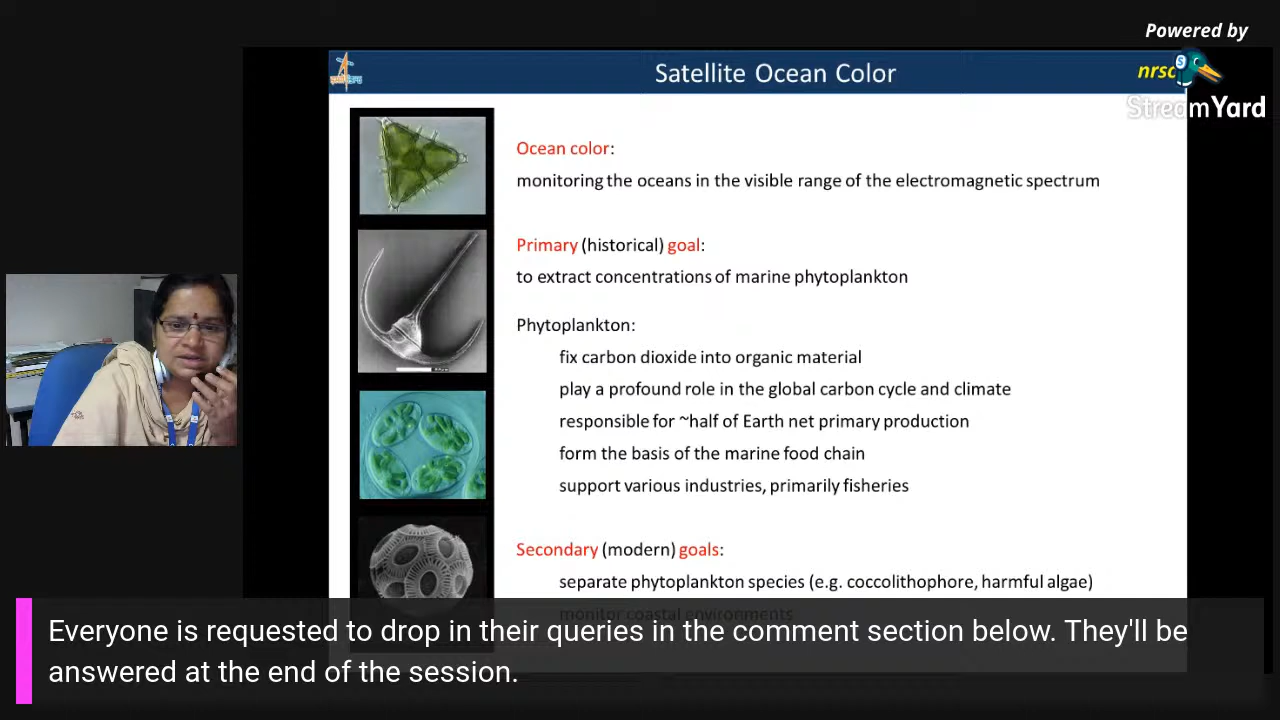 Powered by
StreamYard
Satellite Ocean Color
nrsc
Ocean color:
monitoring the oceans in the visible range of the electromagnetic spectrum
Primary (historical) goal:
to extract concentrations of marine phytoplankton
Phytoplankton:
fix carbon dioxide into organic material
play a profound role in the global carbon cycle and climate
responsible for ~half of Earth net primary production
form the basis of the marine food chain
support various industries, primarily fisheries
Secondary (modern) goals:
separate phytoplankton species (e.g. coccolithophore, harmful algae)
monitor coastal environments
Everyone is requested to drop in their queries in the comment section below. They'll be
answered at the end of the session.